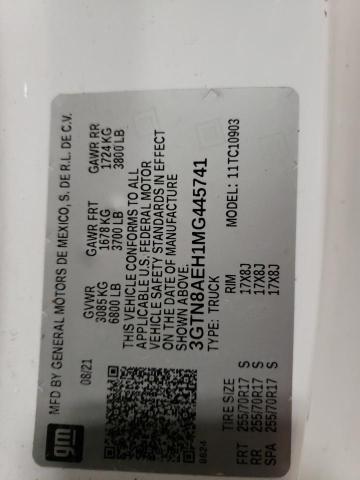 gm
MFD BY GENERAL MOTORS DE MEXICO, S. DE R.L. DE C.V.
08/21
GVWR GAWR FRT GAWR RR
3085 KG 1678 KG 1724 KG
6800 LB 3700 LB 3800 LB
THIS VEHICLE CONFORMS TO ALL
APPLICABLE U.S. FEDERAL MOTOR
VEHICLE SAFETY STANDARDS IN EFFECT
ON THE DATE OF MANUFACTURE
SHOWN ABOVE.
3GTN8AEH1MG445741
TYPE: TRUCK MODEL: 11TC10903
9624
TIRE SIZE RIM
FRT 255/70R17 S 17X8J
RR 255/70R17 S 17X8J
SPA 255/70R17 S 17X8J